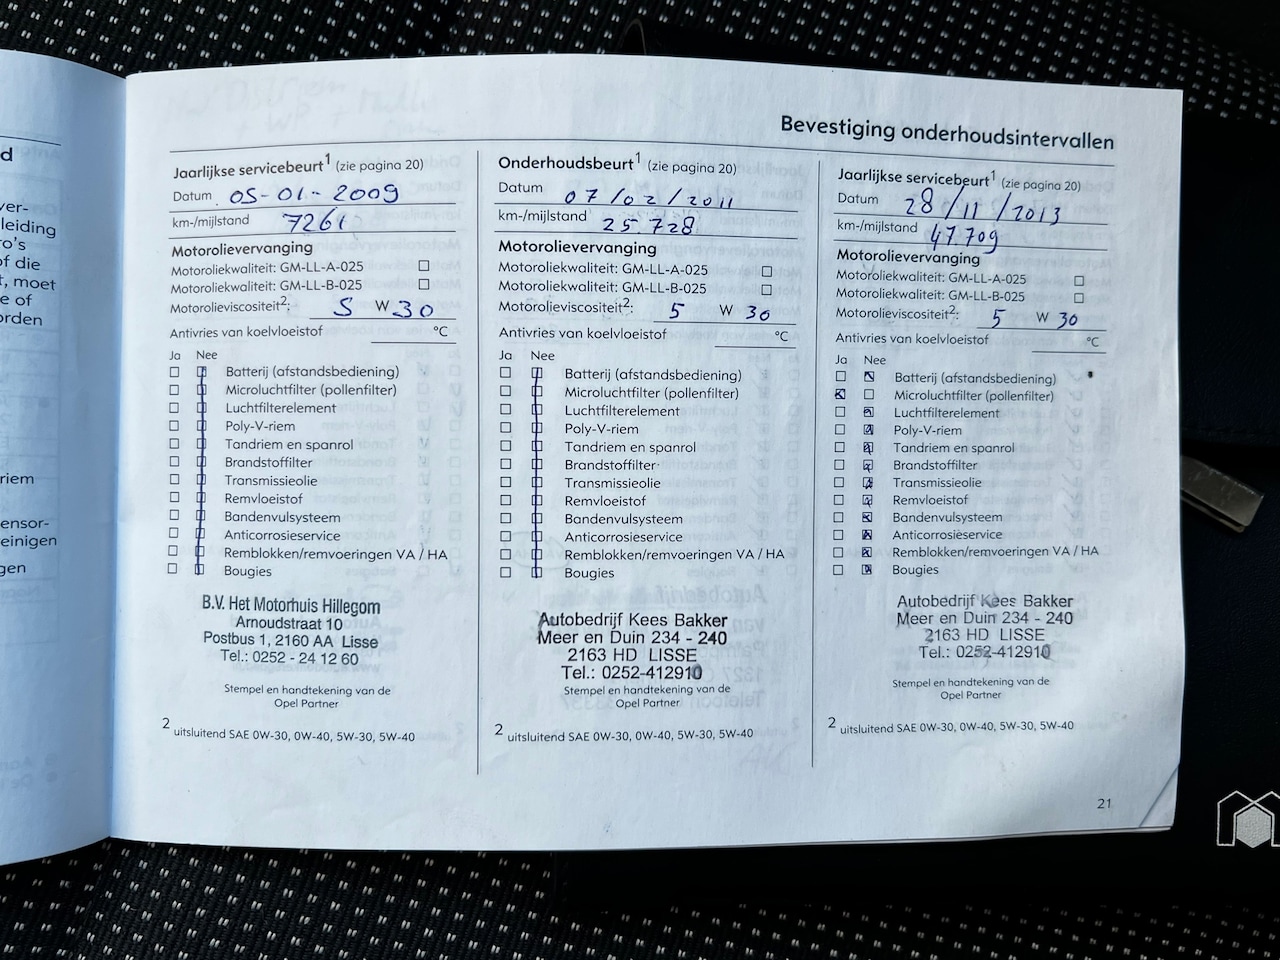 d
ver-
leiding
ro's
of die
t, moet
e of
orden
riem
ensor-
einigen
gen
Bevestiging onderhoudsintervallen
Jaarlijkse servicebeurt1 (zie pagina 20)
Datum 05-01-2009
km-/mijlstand 7261
Motorolievervanging
Motoroliekwaliteit: GM-LL-A-025 ☐
Motoroliekwaliteit: GM-LL-B-025 ☐
Motorolieviscositeit2: 5 W 30
Antivries van koelvloeistof °C
Ja Nee
Batterij (afstandsbediening)
Microluchtfilter (pollenfilter)
Luchtfilterelement
Poly-V-riem
Tandriem en spanrol
Brandstoffilter
Transmissieolie
Remvloeistof
Bandenvulsysteem
Anticorrosieservice
Remblokken/remvoeringen VA / HA
Bougies
B.V. Het Motorhuis Hillegom
Arnoudstraat 10
Postbus 1, 2160 AA Lisse
Tel.: 0252 - 24 12 60
Stempel en handtekening van de
Opel Partner
2 uitsluitend SAE 0W-30, 0W-40, 5W-30, 5W-40
Onderhoudsbeurt1 (zie pagina 20)
Datum 07/02/2011
km-/mijlstand 25.728
Motorolievervanging
Motoroliekwaliteit: GM-LL-A-025 ☐
Motoroliekwaliteit: GM-LL-B-025 ☐
Motorolieviscositeit2: 5 W 30
Antivries van koelvloeistof °C
Ja Nee
Batterij (afstandsbediening)
Microluchtfilter (pollenfilter)
Luchtfilterelement
Poly-V-riem
Tandriem en spanrol
Brandstoffilter
Transmissieolie
Remvloeistof
Bandenvulsysteem
Anticorrosieservice
Remblokken/remvoeringen VA / HA
Bougies
Autobedrijf Kees Bakker
Meer en Duin 234 - 240
2163 HD LISSE
Tel.: 0252-412910
Stempel en handtekening van de
Opel Partner
2 uitsluitend SAE 0W-30, 0W-40, 5W-30, 5W-40
Jaarlijkse servicebeurt1 (zie pagina 20)
Datum 28/11/2013
km-/mijlstand 47.709
Motorolievervanging
Motoroliekwaliteit: GM-LL-A-025 ☐
Motoroliekwaliteit: GM-LL-B-025 ☐
Motorolieviscositeit2: 5 W 30
Antivries van koelvloeistof °C
Ja Nee
Batterij (afstandsbediening)
Microluchtfilter (pollenfilter)
Luchtfilterelement
Poly-V-riem
Tandriem en spanrol
Brandstoffilter
Transmissieolie
Remvloeistof
Bandenvulsysteem
Anticorrosieservice
Remblokken/remvoeringen VA / HA
Bougies
Autobedrijf Kees Bakker
Meer en Duin 234 - 240
2163 HD LISSE
Tel.: 0252-412910
Stempel en handtekening van de
Opel Partner
2 uitsluitend SAE 0W-30, 0W-40, 5W-30, 5W-40
21